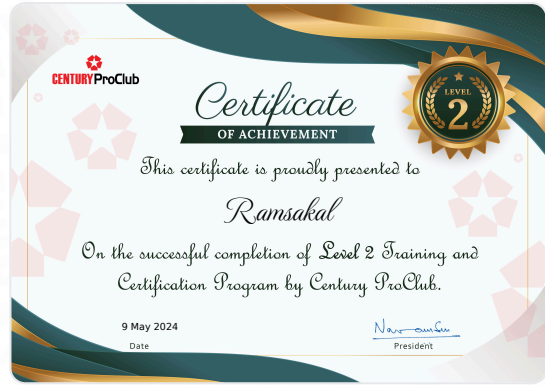 CENTURY ProClub
Certificate
OF ACHIEVEMENT
LEVEL
2
This certificate is proudly presented to
Ramsakal
On the successful completion of Level 2 Training and
Certification Program by Century ProClub.
9 May 2024
Date
President